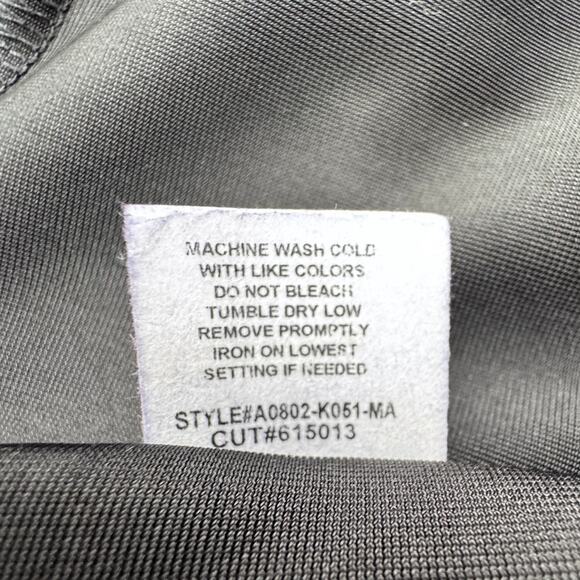 MACHINE WASH COLD
WITH LIKE COLORS
DO NOT BLEACH
TUMBLE DRY LOW
REMOVE PROMPTLY
IRON ON LOWEST
SETTING IF NEEDED
STYLE#A0802-K051-MA
CUT#615013